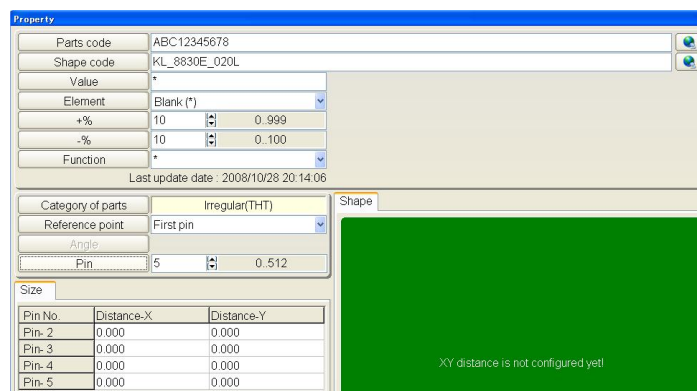 Property
Parts code ABC12345678
Shape code KL_8830E_020L
Value *
Element Blank (*)
+% 10 0..999
-% 10 0..100
Function *
Last update date : 2008/10/28 20:14:06
Category of parts Irregular(THT)
Shape
Reference point First pin
Angle
Pin 5 0..512
Size
Pin No. Distance-X Distance-Y
Pin- 2 0.000 0.000
Pin- 3 0.000 0.000
XY distance is not configured yet!
Pin- 4 0.000 0.000
Pin- 5 0.000 0.000